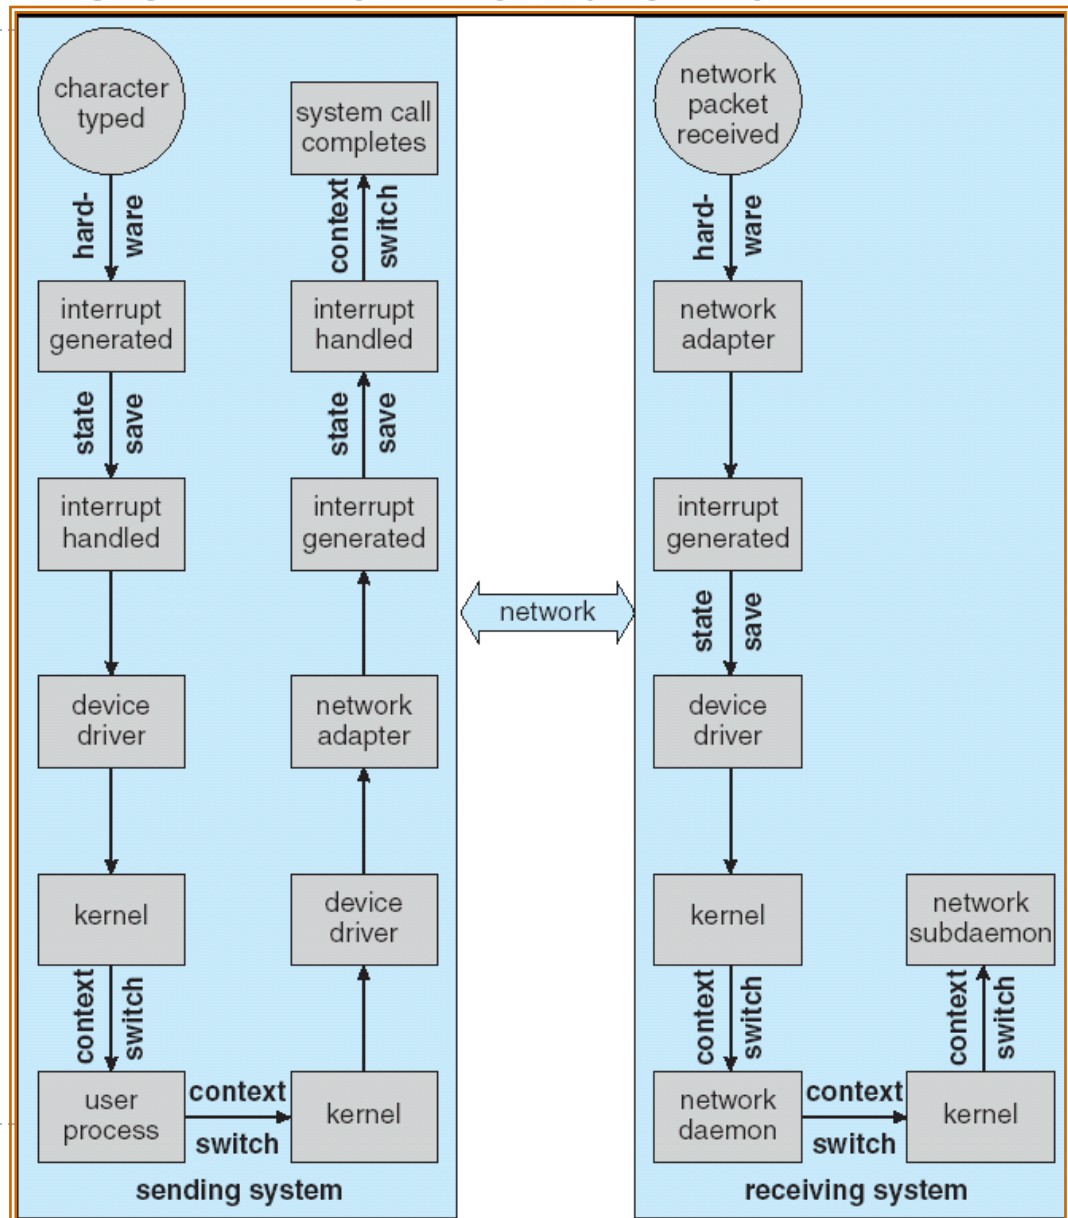 character
typed
hard-
ware
interrupt
generated
state
save
interrupt
handled
device
driver
kernel
context
switch
user
process
context
switch
kernel
device
driver
network
adapter
interrupt
generated
state
save
interrupt
handled
context
switch
system call
completes
sending system
network
network
packet
received
hard-
ware
network
adapter
interrupt
generated
state
save
device
driver
kernel
context
switch
network
daemon
context
switch
kernel
context
switch
network
subdaemon
receiving system